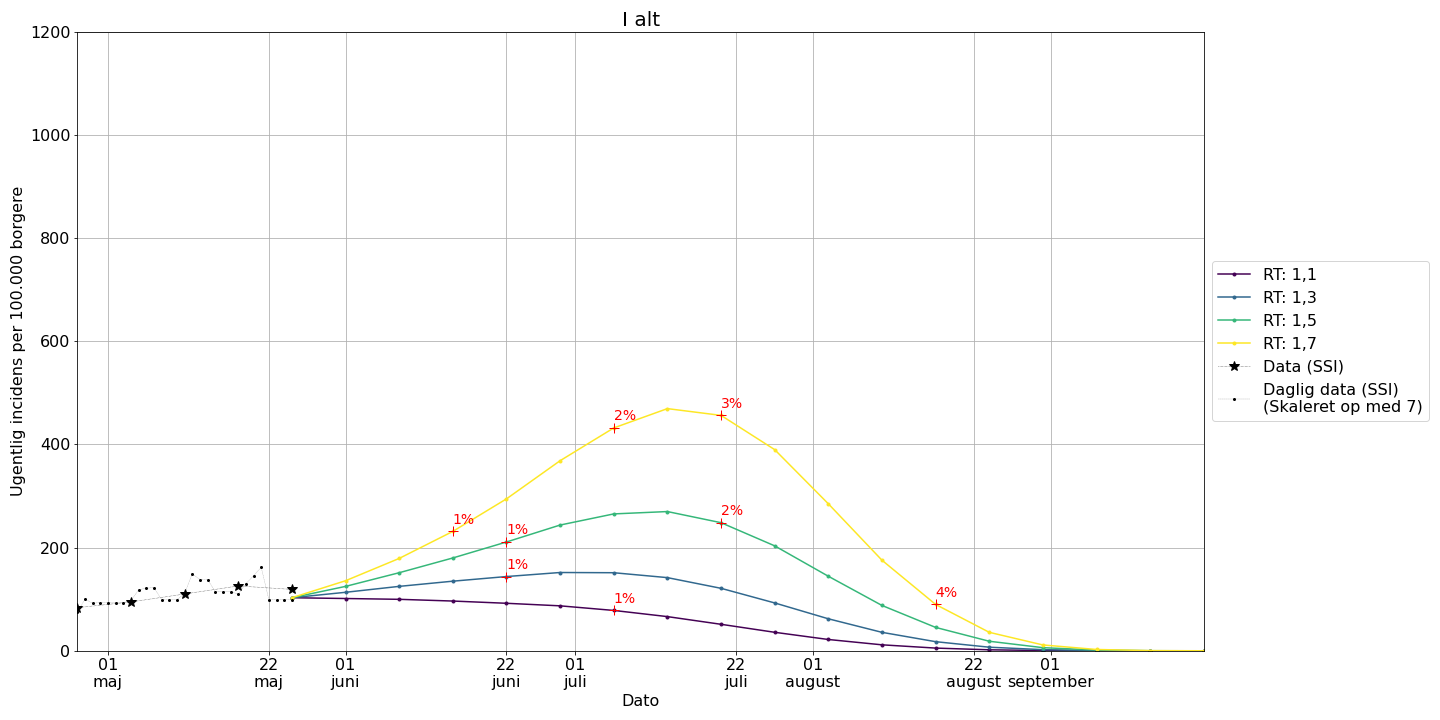 I alt
Ugentlig incidens per 100.000 borgere
1200
1000
800
600
400
200
0
3%
2%
2%
1%
1%
1%
4%
1%
01
maj
22
maj
01
juni
22
juni
01
juli
22
juli
01
august
22
august
01
september
Dato
RT: 1,1
RT: 1,3
RT: 1,5
RT: 1,7
Data (SSI)
Daglig data (SSI)
(Skaleret op med 7)